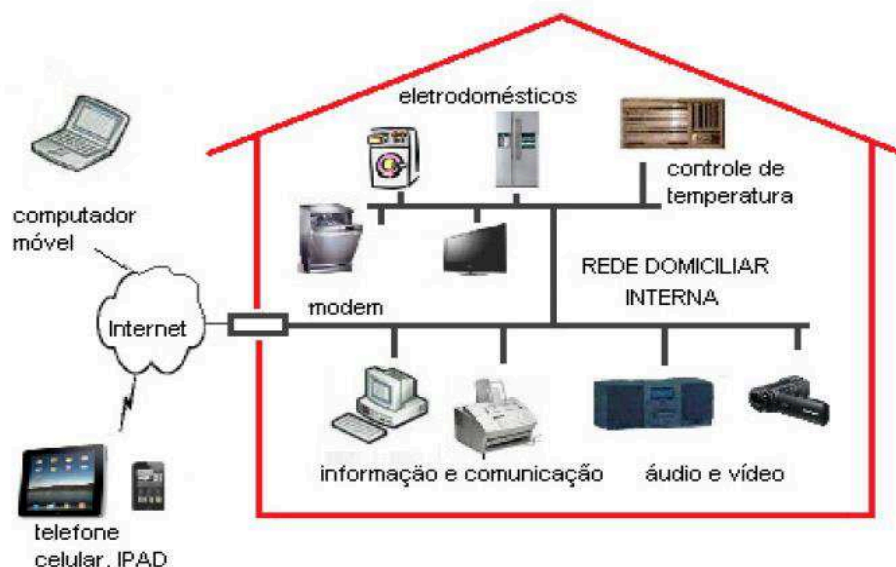 eletrodomésticos
controle de
temperatura
computador
móvel
REDE DOMICILIAR
INTERNA
modem
Internet
informação e comunicação
áudio e vídeo
telefone
celular, IPAD